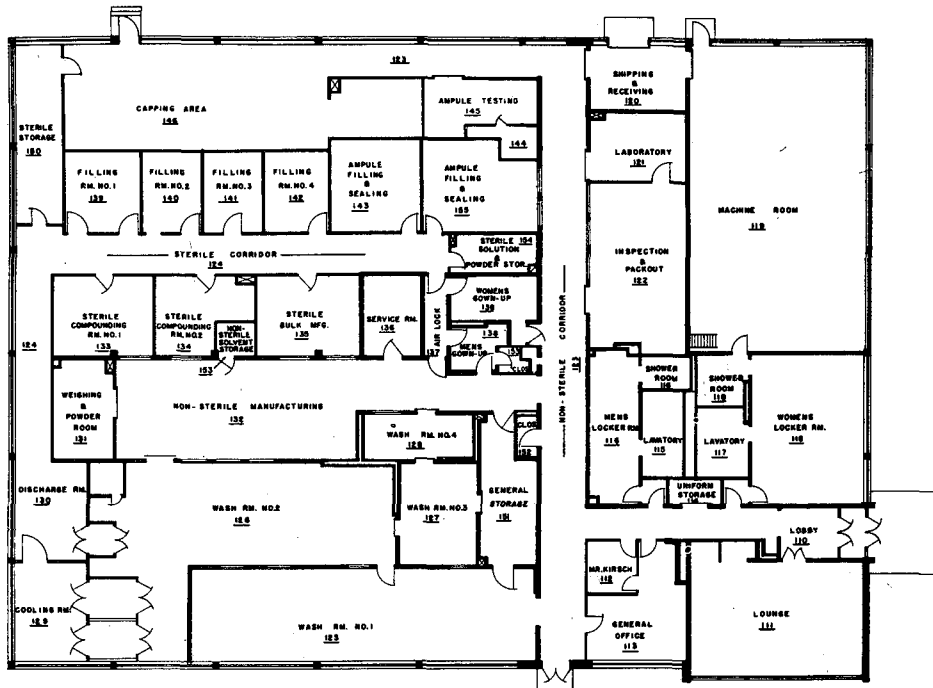 123
SHIPPING
&
RECEIVING
120
AMPULE TESTING
145
CAPPING AREA
146
144
STERILE
STORAGE
150
LABORATORY
121
FILLING
RM. NO. 1
139
FILLING
RM. NO. 2
140
FILLING
RM. NO. 3
141
FILLING
RM. NO. 4
142
AMPULE
FILLING
&
SEALING
143
AMPULE
FILLING
&
SEALING
155
MACHINE ROOM
119
STERILE CORRIDOR
124
154
STERILE
SOLUTION
&
POWDER STOR.
INSPECTION
&
PACKOUT
122
WOMENS
GOWN-UP
138
STERILE
COMPOUNDING
RM. NO. 1
133
STERILE
COMPOUNDING
RM. NO. 2
134
NON-
STERILE
SOLVENT
STORAGE
153
STERILE
BULK MFG.
135
SERVICE RM.
136
AIR LOCK
137
138
MENS
GOWN-UP
CLOS
124
NON-STERILE CORRIDOR
123
SHOWER
ROOM
SHOWER
ROOM
118
WEIGHING
&
POWDER
ROOM
131
NON-STERILE MANUFACTURING
132
MENS
LOCKER RM.
116
WOMENS
LOCKER RM.
118
WASH RM. NO. 4
128
CLOS
152
LAVATORY
115
LAVATORY
117
DISCHARGE RM.
130
UNIFORM
STORAGE
WASH RM. NO. 2
126
WASH RM. NO. 3
127
GENERAL
STORAGE
151
LOBBY
110
MR. KIRSCH
112
COOLING RM.
129
WASH RM. NO. 1
125
GENERAL
OFFICE
113
LOUNGE
111